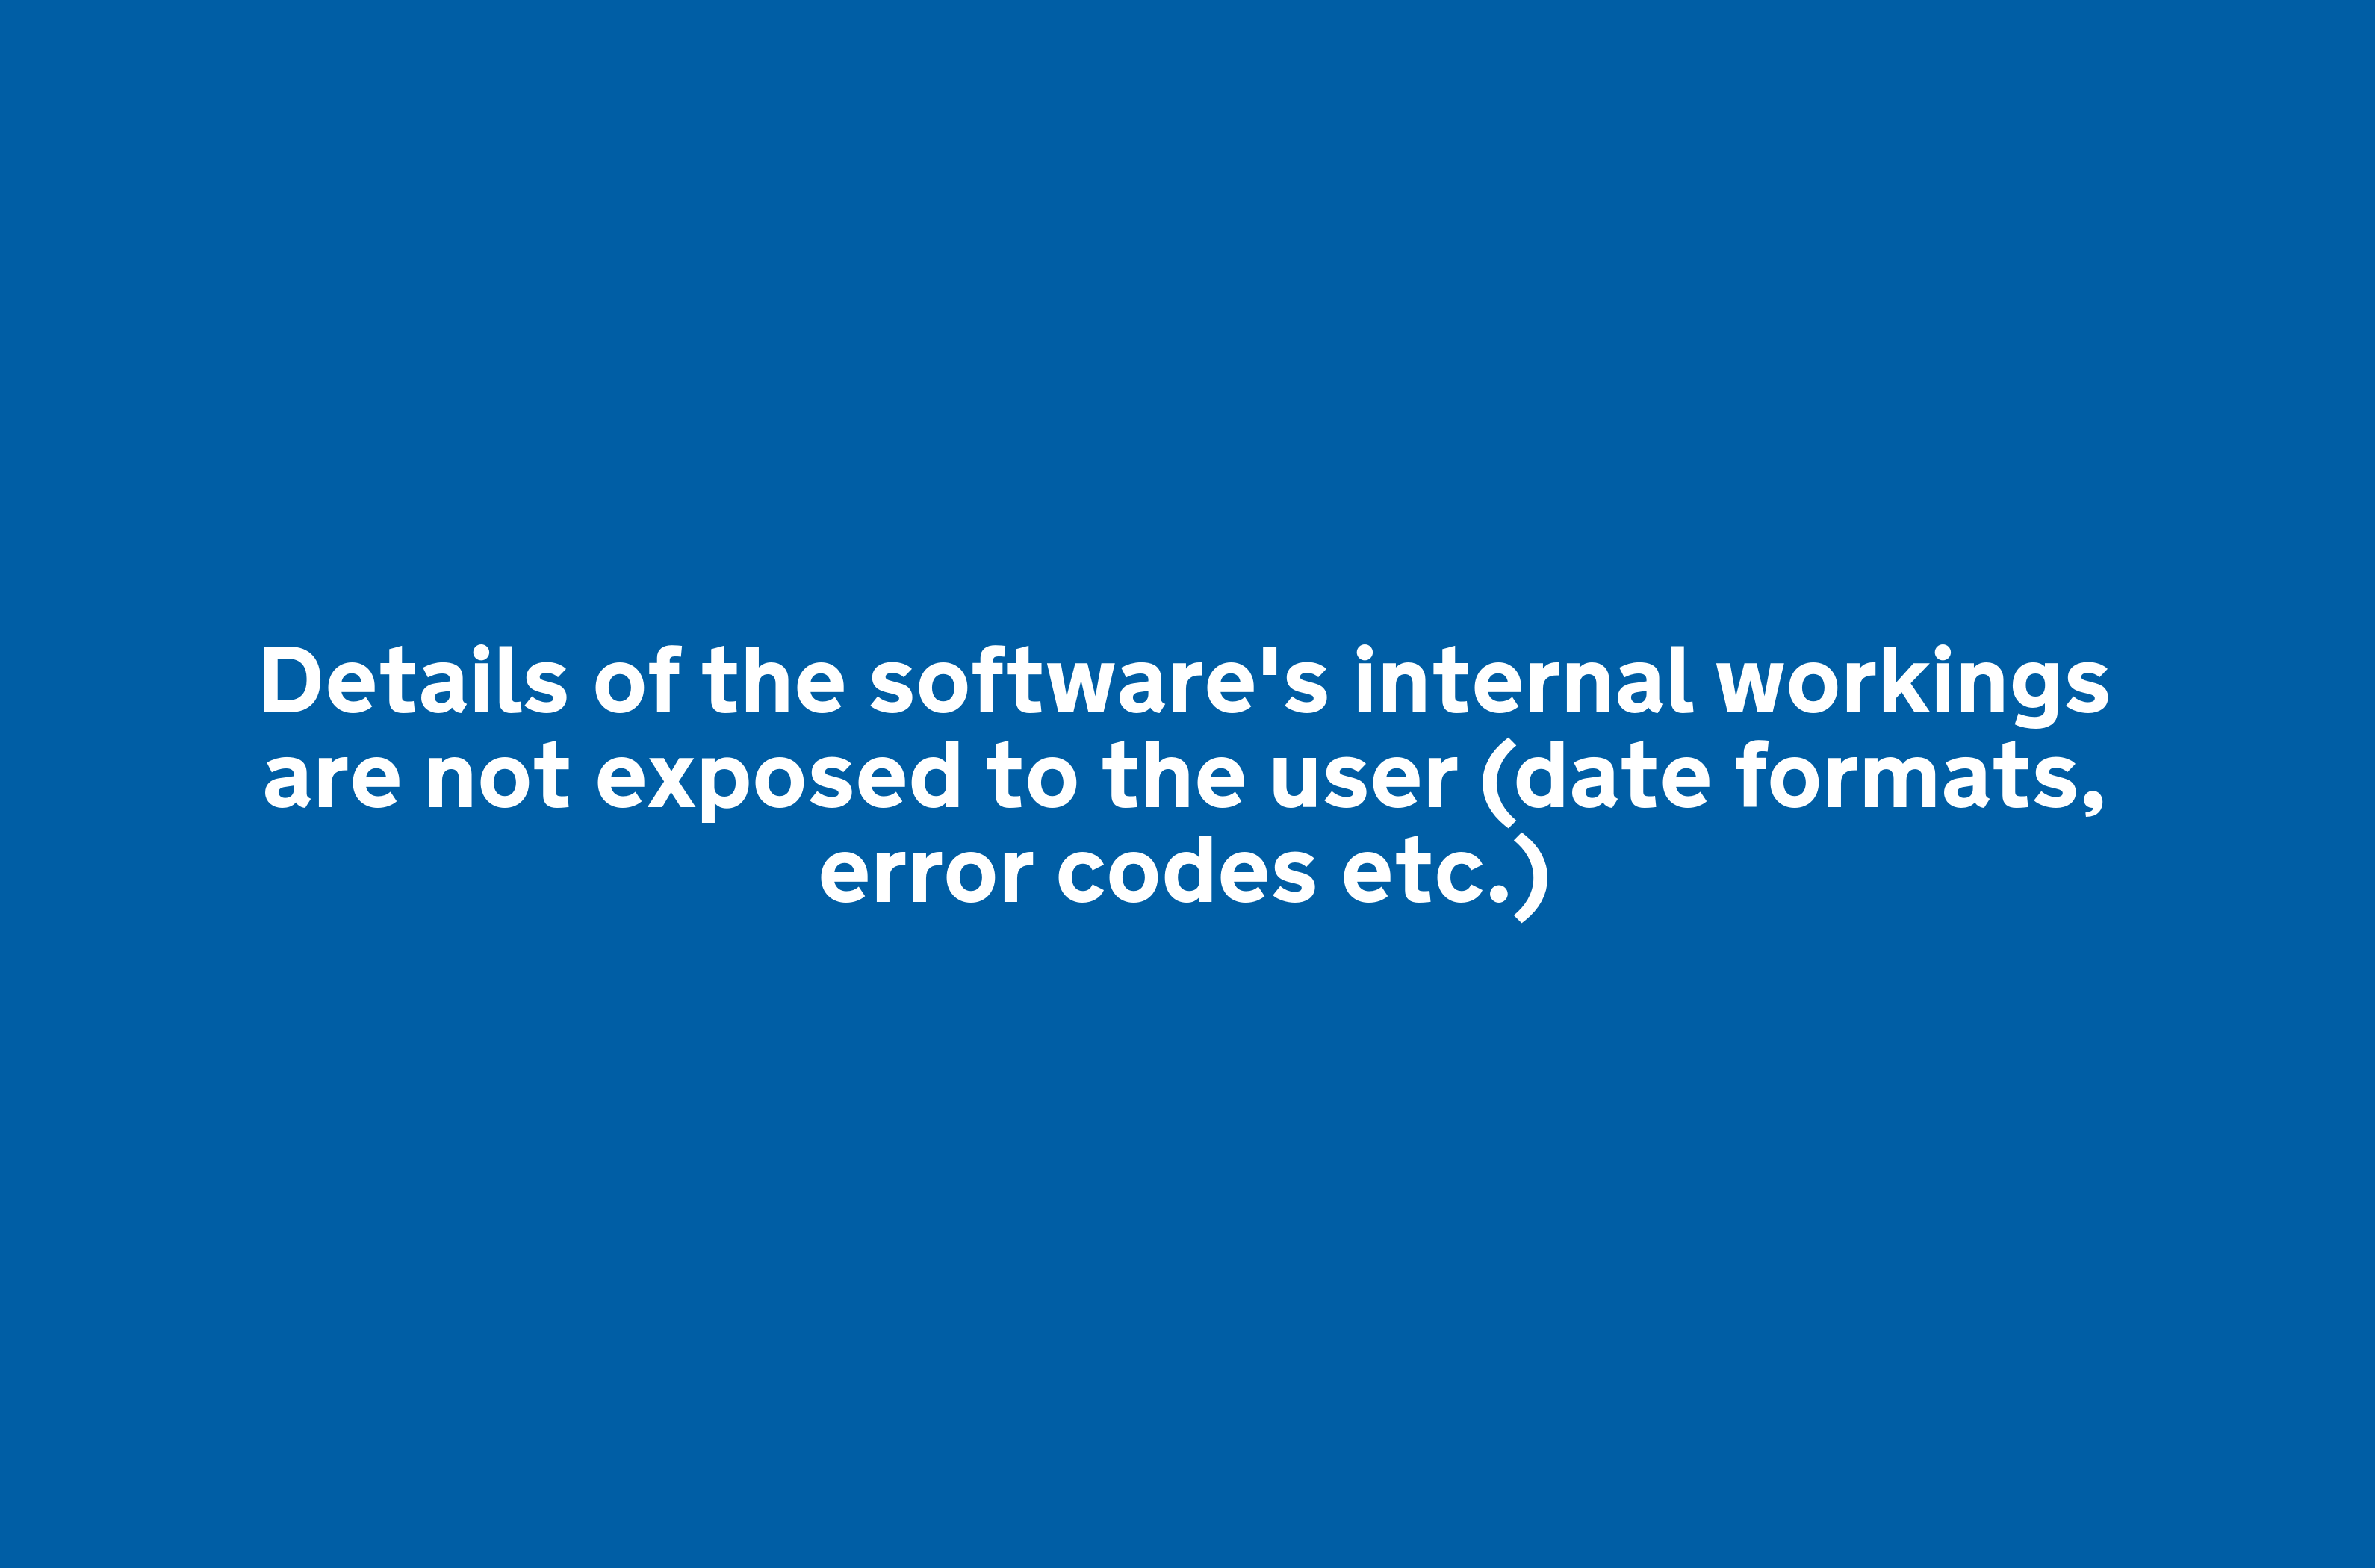 Details of the software's internal workings
are not exposed to the user (date formats,
error codes etc.)